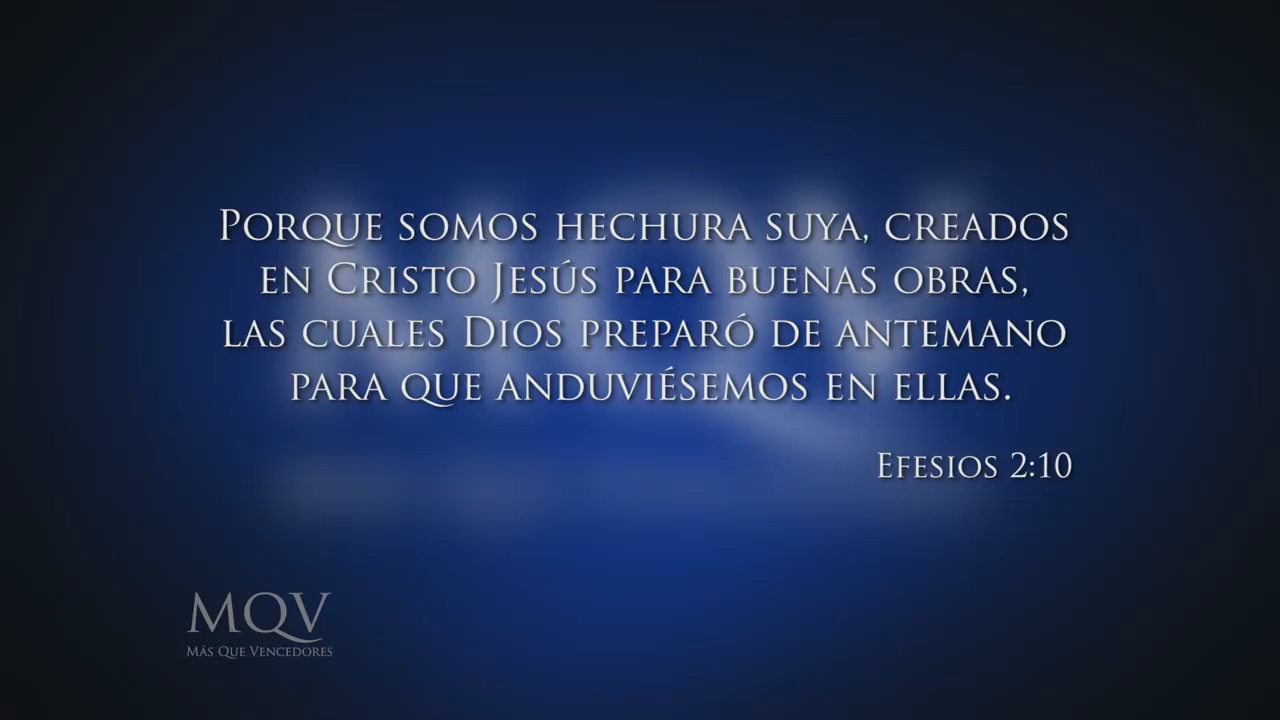 Porque somos hechura suya, creados
en Cristo Jesús para buenas obras,
las cuales Dios preparó de antemano
para que anduviésemos en ellas.
Efesios 2:10
MQV
Más Que Vencedores